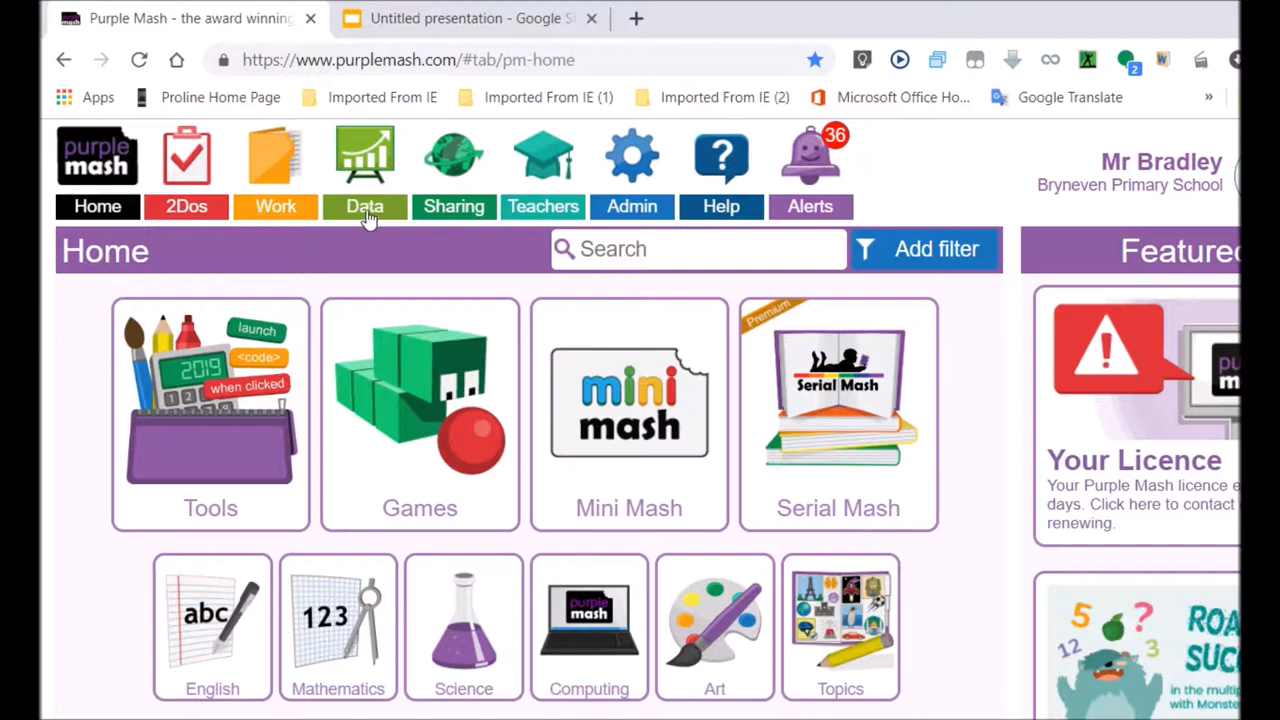 Purple Mash - the award winning
Untitled presentation - Google S
https://www.purplemash.com/#tab/pm-home
2
W
Apps
Proline Home Page
Imported From IE
Imported From IE (1)
Imported From IE (2)
Microsoft Office Ho...
Google Translate
»
purple
mash
36
Mr Bradley
Bryneven Primary School
Home
2Dos
Work
Data
Sharing
Teachers
Admin
Help
Alerts
Home
Search
Add filter
Featured
launch
<code>
2019
when clicked
Tools
Games
mini
mash
Mini Mash
Premium
Serial Mash
Serial Mash
Your Licence
Your Purple Mash licence e
days. Click here to contact
renewing.
abc
English
123
Mathematics
Science
purple
mash
Computing
Art
Topics
5
?
12
3
ROA
SUC
in the multip
with Monste